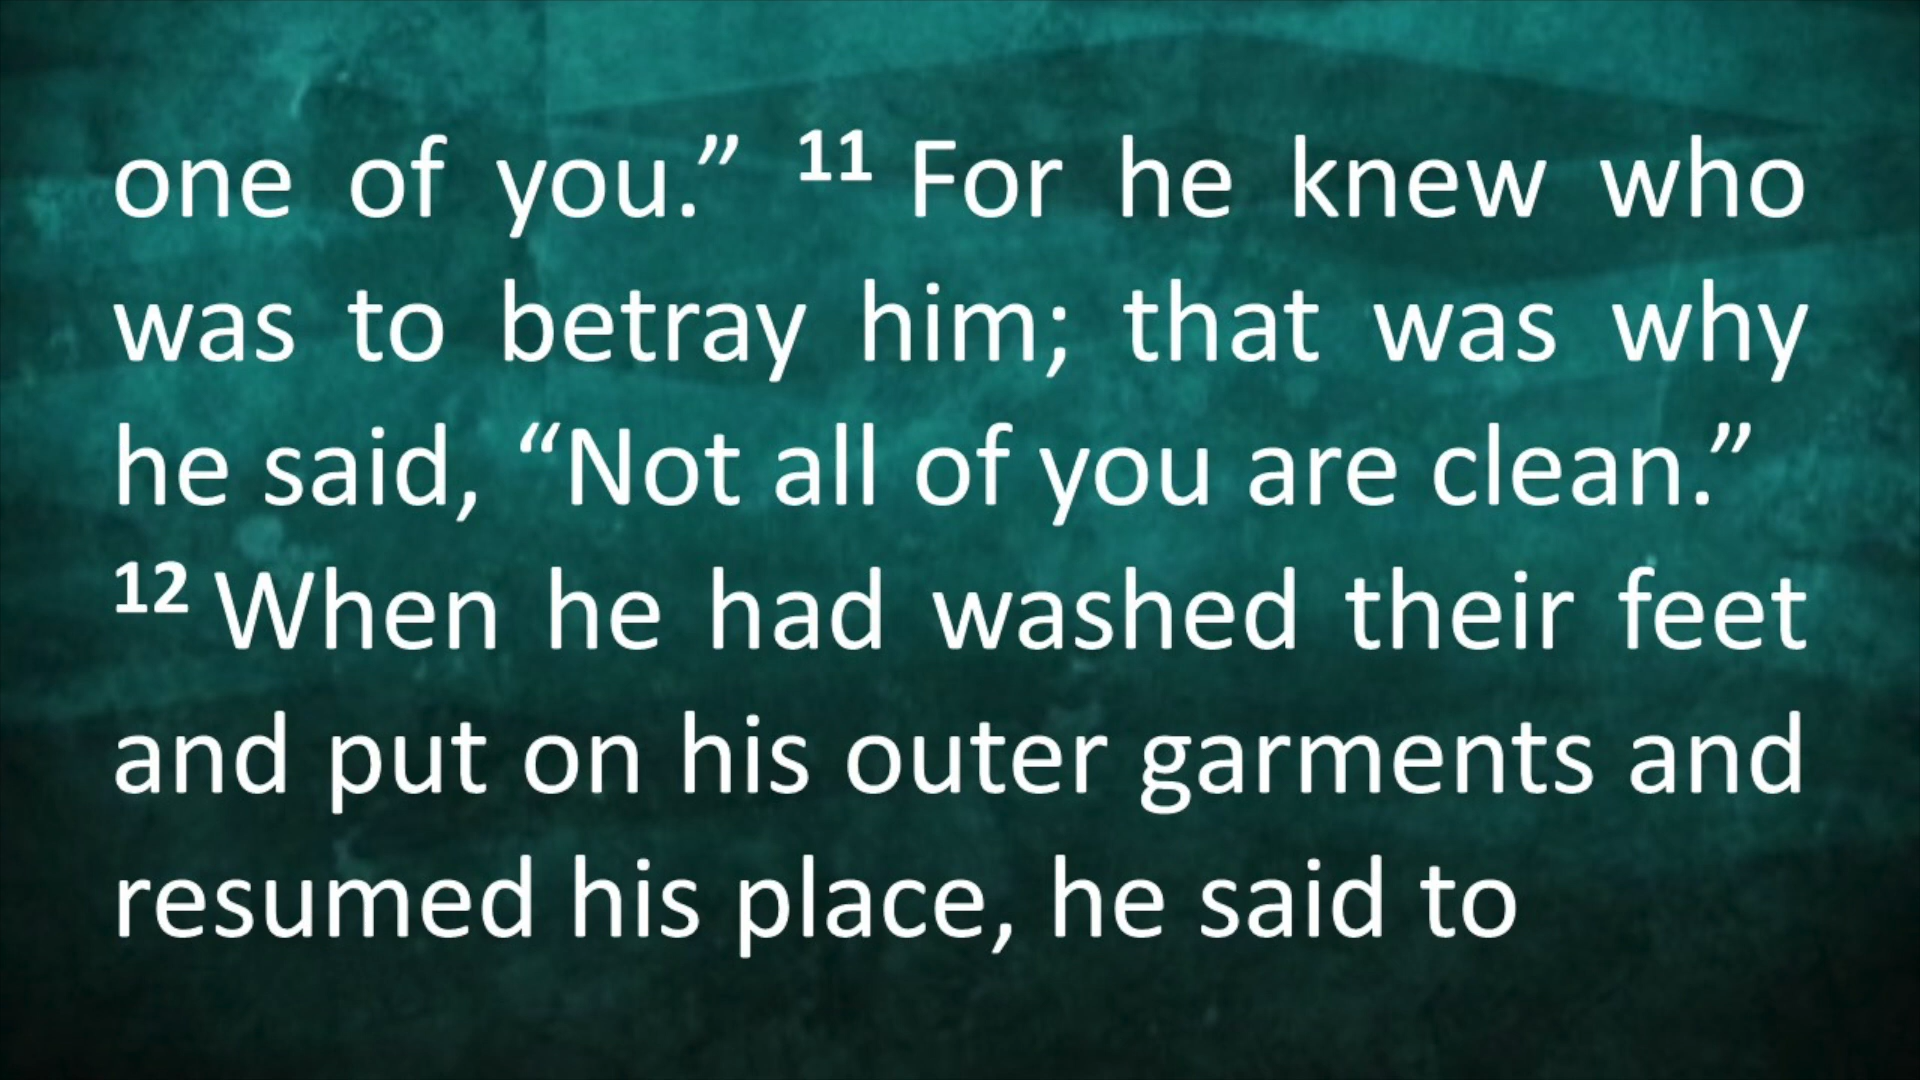 one of you.” 11 For he knew who
was to betray him; that was why
he said, “Not all of you are clean.”
12 When he had washed their feet
and put on his outer garments and
resumed his place, he said to